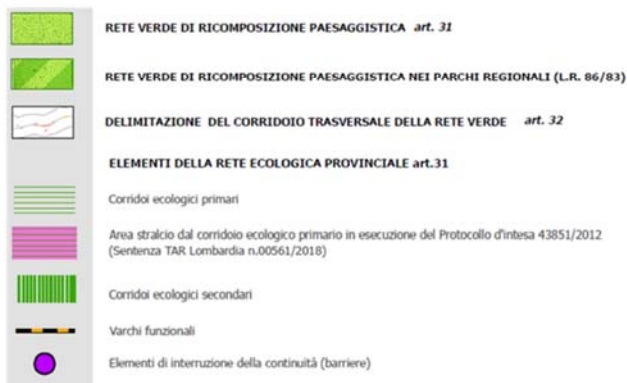 RETE VERDE DI RICOMPOSIZIONE PAESAGGISTICA art. 31
RETE VERDE DI RICOMPOSIZIONE PAESAGGISTICA NEI PARCHI REGIONALI (L.R. 86/83)
DELIMITAZIONE DEL CORRIDOIO TRASVERSALE DELLA RETE VERDE art. 32
ELEMENTI DELLA RETE ECOLOGICA PROVINCIALE art.31
Corridoi ecologici primari
Area stralcio dal corridoio ecologico primario in esecuzione del Protocollo d'intesa 43851/2012
(Sentenza TAR Lombardia n.00561/2018)
Corridoi ecologici secondari
Varchi funzionali
Elementi di interruzione della continuità (barriere)